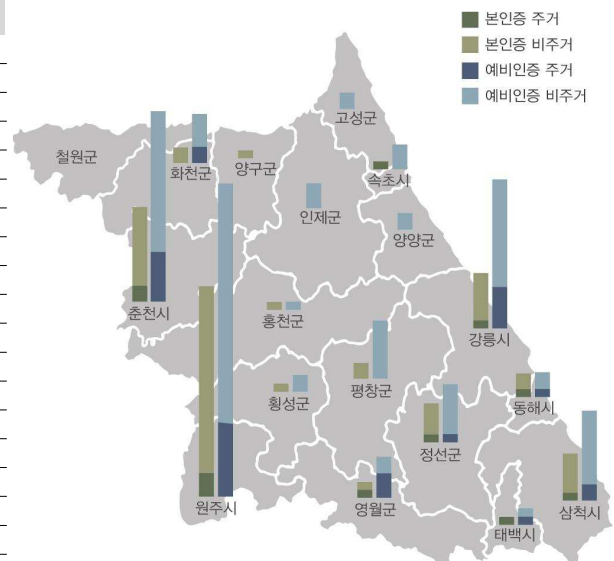 본인증 주거
본인증 비주거
예비인증 주거
예비인증 비주거
고성군
철원군
화천군
양구군
속초시
인제군
양양군
춘천시
홍천군
강릉시
평창군
횡성군
동해시
정선군
원주시
영월군
삼척시
태백시